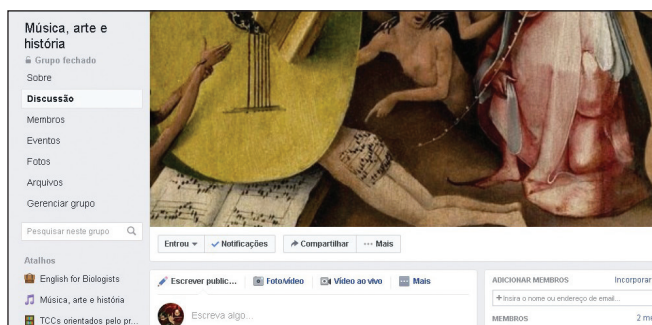 Música, arte e
história
Grupo fechado
Sobre
Discussão
Membros
Eventos
Fotos
Arquivos
Gerenciar grupo
Pesquisar neste grupo
Atalhos
English for Biologists
Música, arte e história
TCCs orientados pelo pr...
Entrou Notificações Compartilhar ··· Mais
Escrever public... Foto/vídeo Vídeo ao vivo Mais
Escreva algo...
ADICIONAR MEMBROS Incorporar
+ Insira o nome ou endereço de email...
MEMBROS 2 me